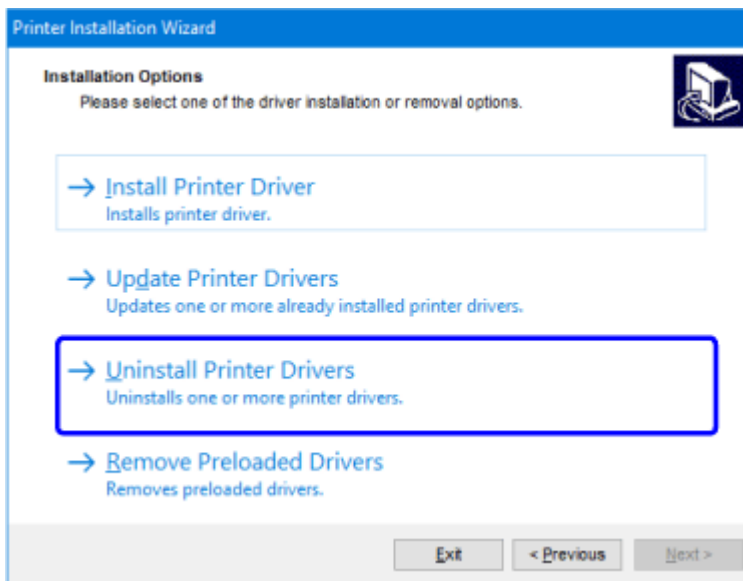 Printer Installation Wizard
Installation Options
Please select one of the driver installation or removal options.
Install Printer Driver
Installs printer driver.
Update Printer Drivers
Updates one or more already installed printer drivers.
Uninstall Printer Drivers
Uninstalls one or more printer drivers.
Remove Preloaded Drivers
Removes preloaded drivers.
Exit < Previous Next >